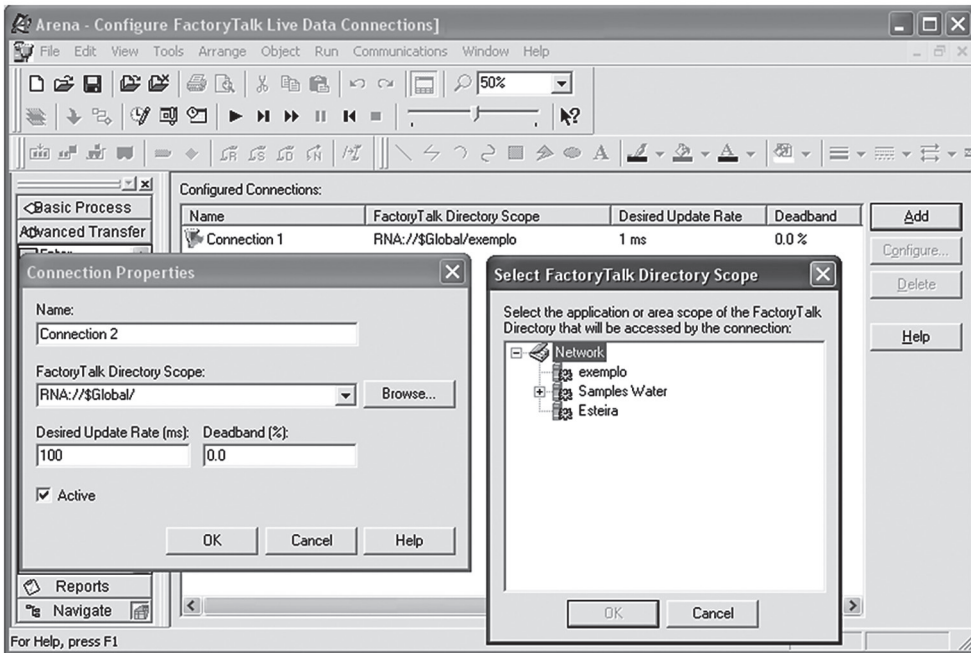 Arena - Configure FactoryTalk Live Data Connections]
File Edit View Tools Arrange Object Run Communications Window Help
50%
A A
Basic Process
Advanced Transfer
Configured Connections:
Name FactoryTalk Directory Scope Desired Update Rate Deadband
Connection 1 RNA://$Global/exemplo 1 ms 0.0 %
Add
Configure...
Delete
Help
Connection Properties
Name:
Connection 2
FactoryTalk Directory Scope:
RNA://$Global/
Browse...
Desired Update Rate (ms): Deadband (%):
100 0.0
Active
OK Cancel Help
Select FactoryTalk Directory Scope
Select the application or area scope of the FactoryTalk
Directory that will be accessed by the connection:
Network
exemplo
Samples Water
Esteira
OK Cancel
Reports
Navigate
For Help, press F1